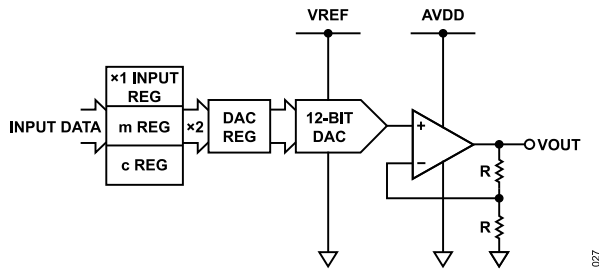 VREF
AVDD
×1 INPUT
REG
INPUT DATA
m REG
×2
DAC
REG
12-BIT
DAC
+
−
VOUT
R
c REG
R
027